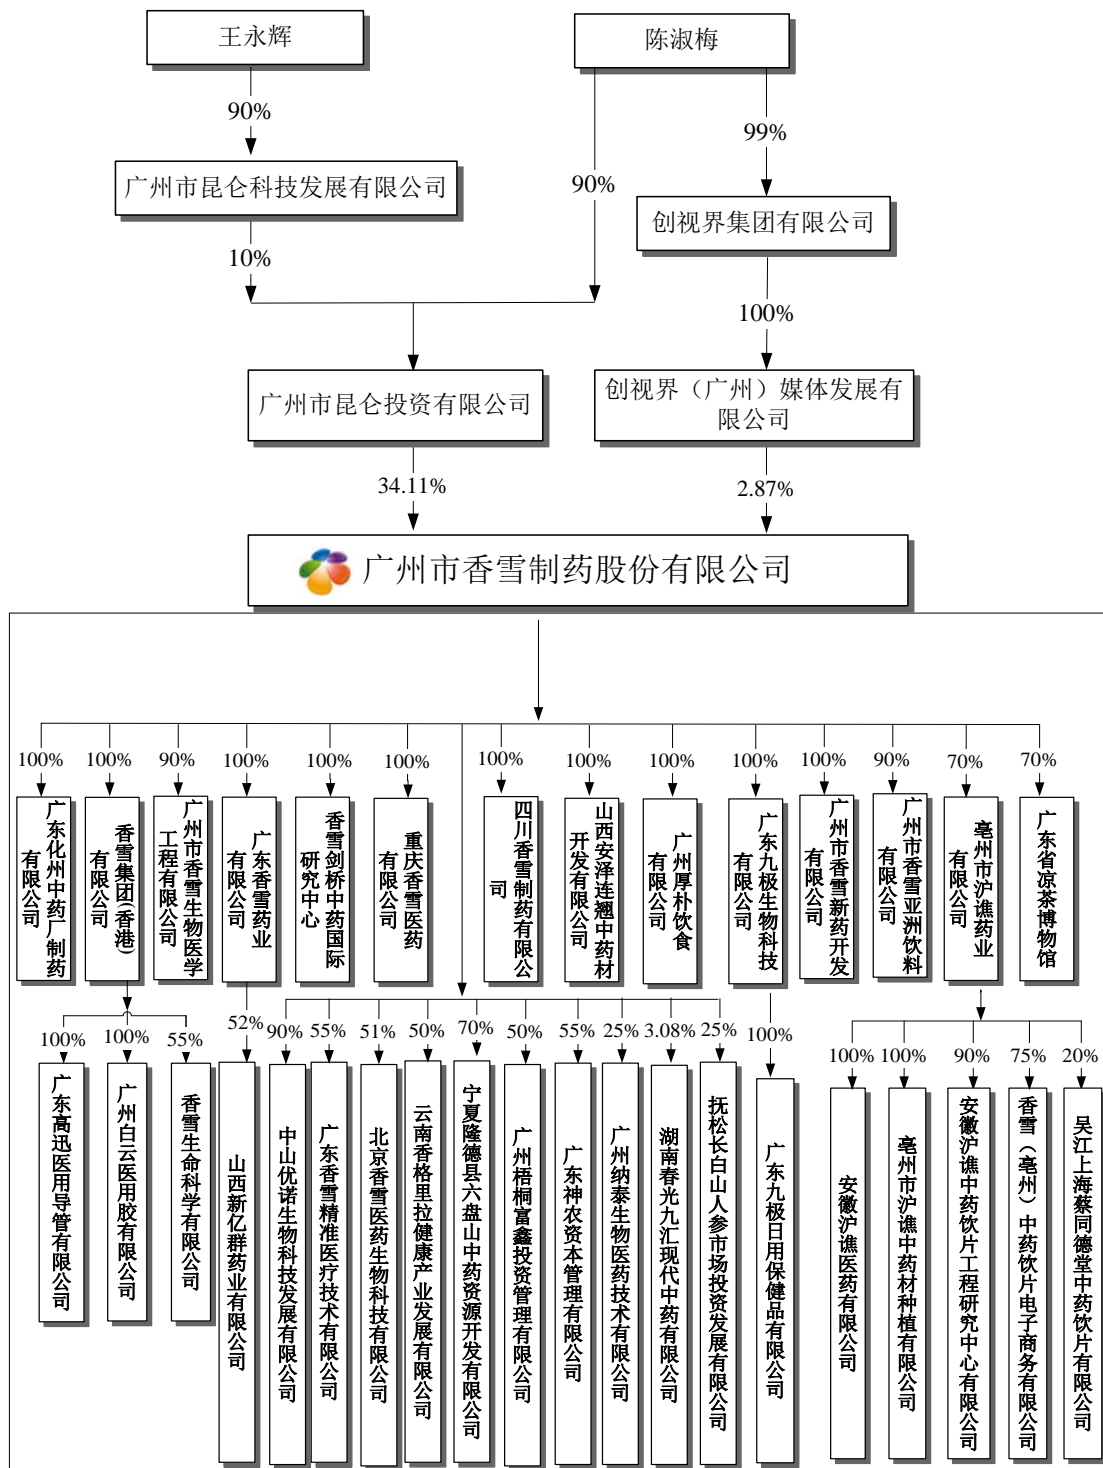 王永辉
陈淑梅
90%
99%
广州市昆仑科技发展有限公司
90%
创视界集团有限公司
10%
100%
广州市昆仑投资有限公司
创视界（广州）媒体发展有
限公司
34.11%
2.87%
广州市香雪制药股份有限公司
100%
100%
90%
100%
100%
100%
100%
100%
100%
100%
100%
90%
70%
70%
广东化州中药厂制药
有限公司
香雪集团(香港)
有限公司
广州市香雪生物医学
工程有限公司
广东香雪药业
有限公司
香雪剑桥中药国际
研究中心
重庆香雪医药
有限公司
四川香雪制药有限公
司
山西安泽连翘中药材
开发有限公司
广州厚朴饮食
有限公司
广东九极生物科技
有限公司
广州市香雪新药开发
有限公司
广州市香雪亚洲饮料
有限公司
亳州市沪谯药业
有限公司
广东省凉茶博物
馆
100%
100%
55%
52%
90%
55%
51%
50%
70%
50%
55%
25%
3.08%
25%
100%
100%
100%
90%
75%
20%
广东高迅医用导管有限公司
广州白云医用胶有限公司
香雪生命科学有限公司
山西新亿群药业有限公司
中山优诺生物科技发展有限公司
广东香雪精准医疗技术有限公司
北京香雪医药生物科技有限公司
云南香格里拉健康产业发展有限公司
宁夏隆德县六盘山中药资源开发有限公司
广州梧桐富鑫投资管理有限公司
广东神农资本管理有限公司
广州纳泰生物医药技术有限公司
湖南春光九汇现代中药有限公司
抚松长白山人参市场投资发展有限公司
广东九极日用保健品有限公司
安徽沪谯医药有限公司
亳州市沪谯中药材种植有限公司
安徽沪谯中药饮片工程研究中心有限公司
香雪（亳州）中药饮片电子商务有限公司
吴江上海蔡同德堂中药饮片有限公司